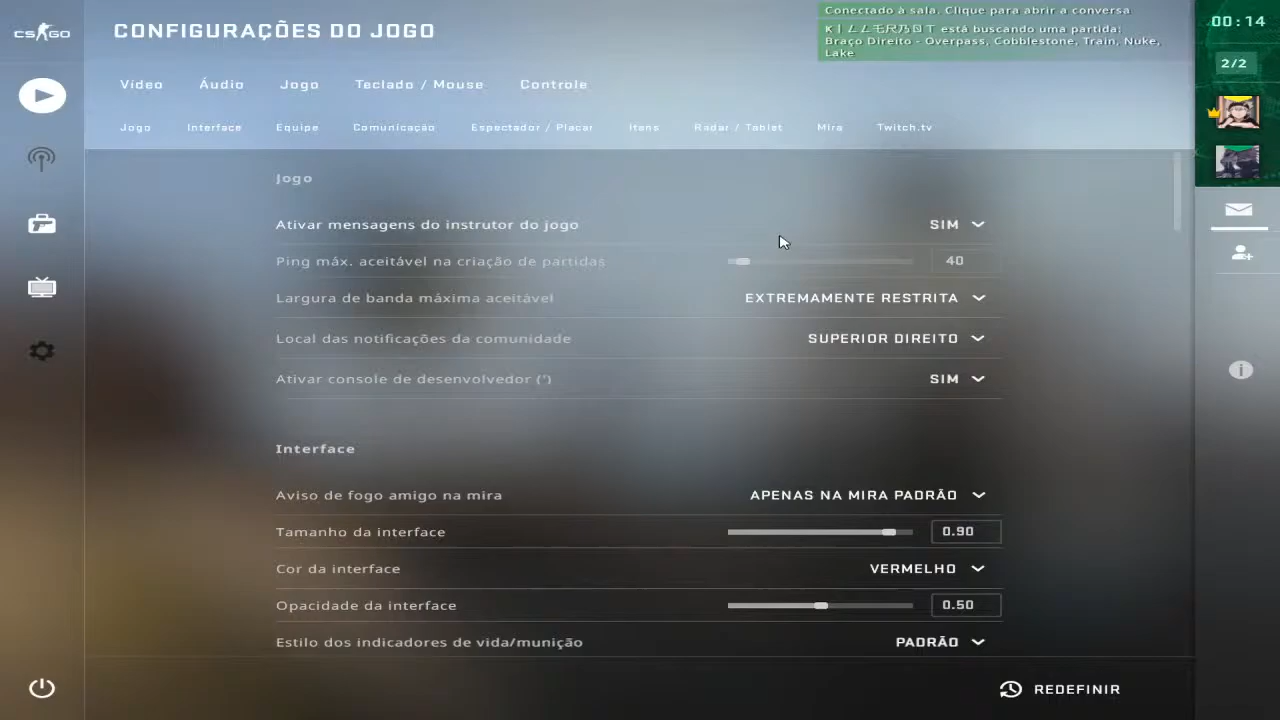 CS GO
CONFIGURAÇÕES DO JOGO
Conectado à sala. Clique para abrir a conversa
está buscando uma partida:
Braço Direito - Overpass, Cobblestone, Train, Nuke,
Lake
00:14
2/2
Vídeo Áudio Jogo Teclado / Mouse Controle
Jogo Interface Equipe Comunicação Espectador / Placar Itens Radar / Tablet Mira Twitch.tv
Jogo
Ativar mensagens do instrutor do jogo SIM
Ping máx. aceitável na criação de partidas 40
Largura de banda máxima aceitável EXTREMAMENTE RESTRITA
Local das notificações da comunidade SUPERIOR DIREITO
Ativar console de desenvolvedor (') SIM
Interface
Aviso de fogo amigo na mira APENAS NA MIRA PADRÃO
Tamanho da interface 0.90
Cor da interface VERMELHO
Opacidade da interface 0.50
Estilo dos indicadores de vida/munição PADRÃO
REDEFINIR